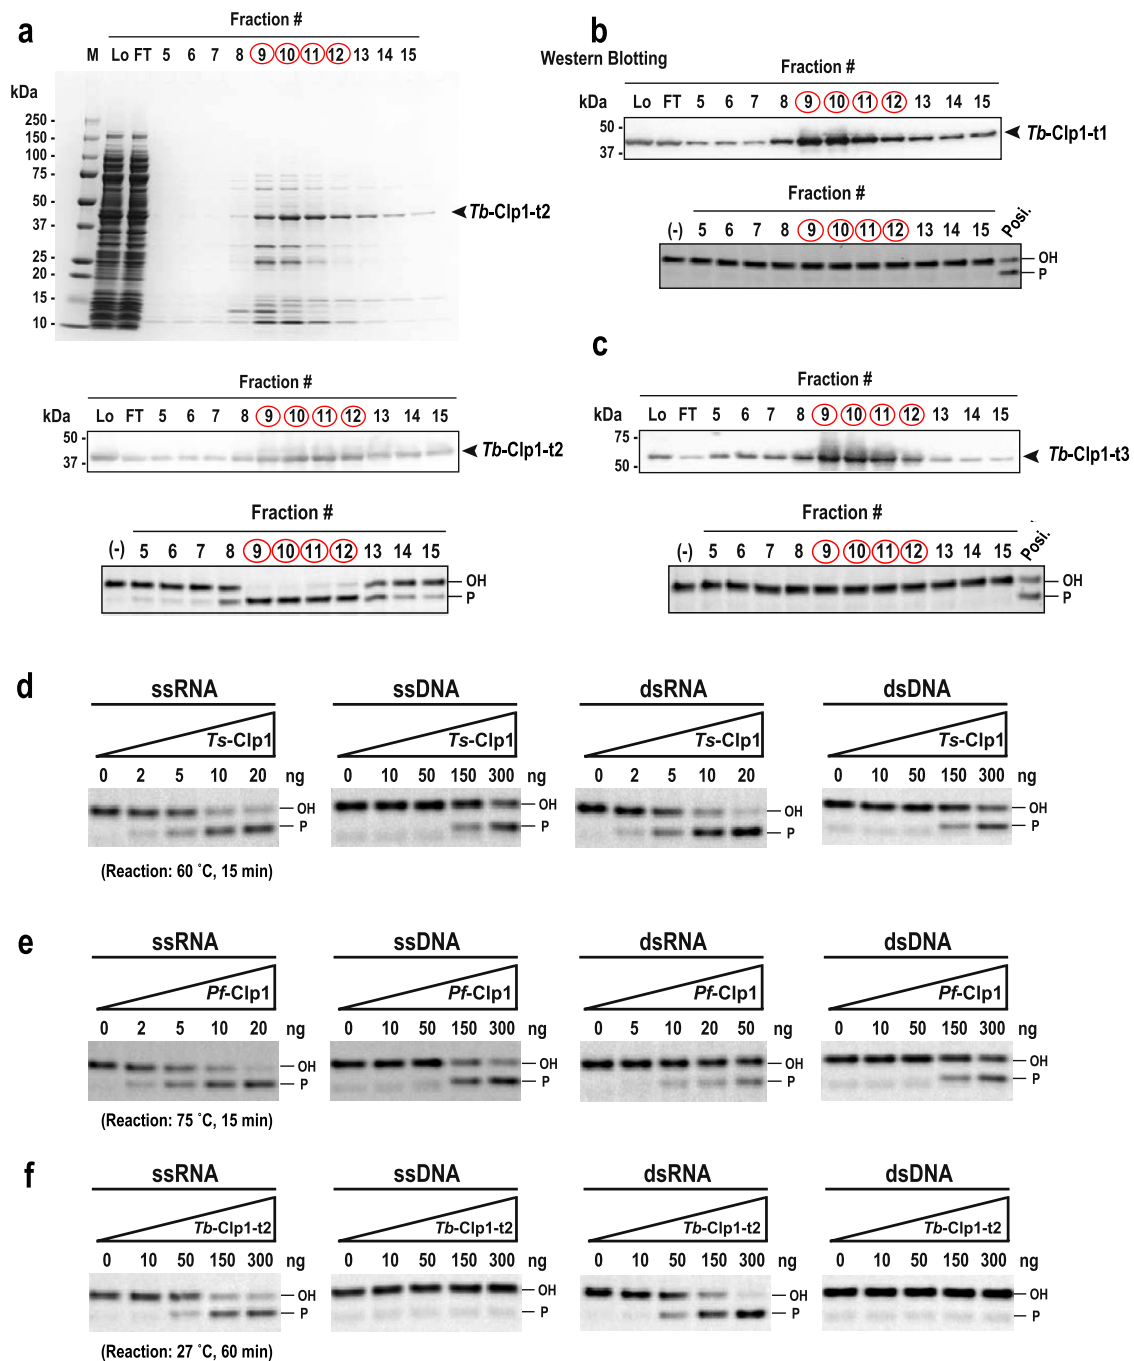 a
Fraction #
M Lo FT 5 6 7 8 9 10 11 12 13 14 15
kDa
250 -
150 -
100 -
75 -
50 -
37 -
25 -
20 -
15 -
10 -
Tb-Clp1-t2
Fraction #
kDa Lo FT 5 6 7 8 9 10 11 12 13 14 15
50 -
37 -
Tb-Clp1-t2
Fraction #
(-) 5 6 7 8 9 10 11 12 13 14 15
OH
P
b
Western Blotting
Fraction #
kDa Lo FT 5 6 7 8 9 10 11 12 13 14 15
50 -
37 -
Tb-Clp1-t1
Fraction #
(-) 5 6 7 8 9 10 11 12 13 14 15 Posi.
OH
P
c
Fraction #
kDa Lo FT 5 6 7 8 9 10 11 12 13 14 15
75 -
50 -
Tb-Clp1-t3
Fraction #
(-) 5 6 7 8 9 10 11 12 13 14 15 Posi.
OH
P
d
ssRNA ssDNA dsRNA dsDNA
Ts-Clp1 Ts-Clp1 Ts-Clp1 Ts-Clp1
0 2 5 10 20 ng 0 10 50 150 300 ng 0 2 5 10 20 ng 0 10 50 150 300 ng
OH OH OH OH
P P P P
(Reaction: 60 °C, 15 min)
e
ssRNA ssDNA dsRNA dsDNA
Pf-Clp1 Pf-Clp1 Pf-Clp1 Pf-Clp1
0 2 5 10 20 ng 0 10 50 150 300 ng 0 5 10 20 50 ng 0 10 50 150 300 ng
OH OH OH OH
P P P P
(Reaction: 75 °C, 15 min)
f
ssRNA ssDNA dsRNA dsDNA
Tb-Clp1-t2 Tb-Clp1-t2 Tb-Clp1-t2 Tb-Clp1-t2
0 10 50 150 300 ng 0 10 50 150 300 ng 0 10 50 150 300 ng 0 10 50 150 300 ng
OH OH OH OH
P P P P
(Reaction: 27 °C, 60 min)